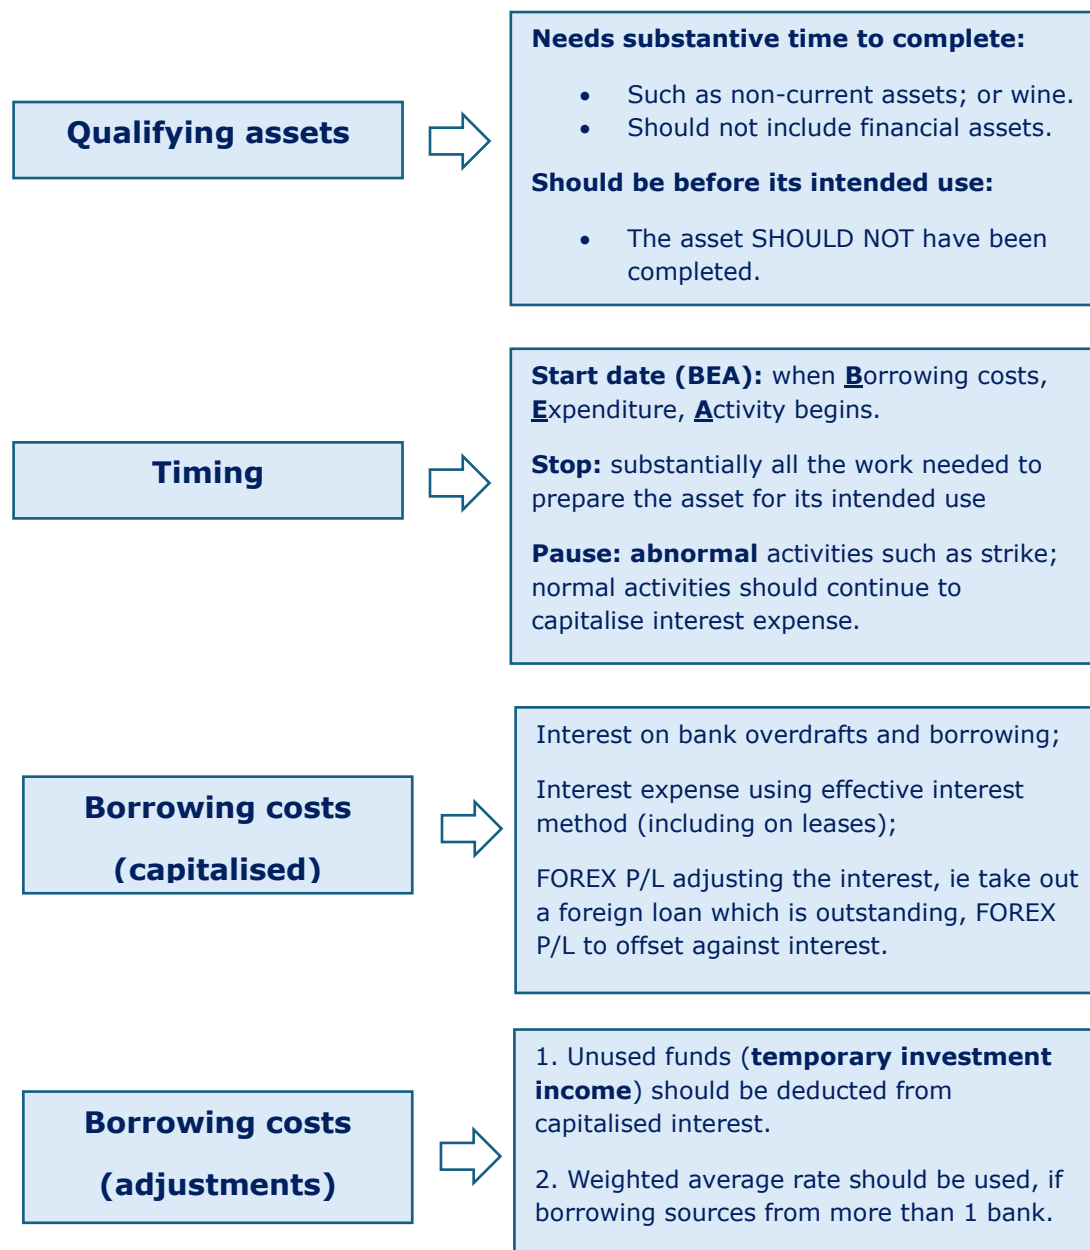 Qualifying assets
Needs substantive time to complete:
• Such as non-current assets; or wine.
• Should not include financial assets.
Should be before its intended use:
• The asset SHOULD NOT have been
completed.
Timing
Start date (BEA): when Borrowing costs,
Expenditure, Activity begins.
Stop: substantially all the work needed to
prepare the asset for its intended use
Pause: abnormal activities such as strike;
normal activities should continue to
capitalise interest expense.
Borrowing costs
(capitalised)
Interest on bank overdrafts and borrowing;
Interest expense using effective interest
method (including on leases);
FOREX P/L adjusting the interest, ie take out
a foreign loan which is outstanding, FOREX
P/L to offset against interest.
Borrowing costs
(adjustments)
1. Unused funds (temporary investment
income) should be deducted from
capitalised interest.
2. Weighted average rate should be used, if
borrowing sources from more than 1 bank.